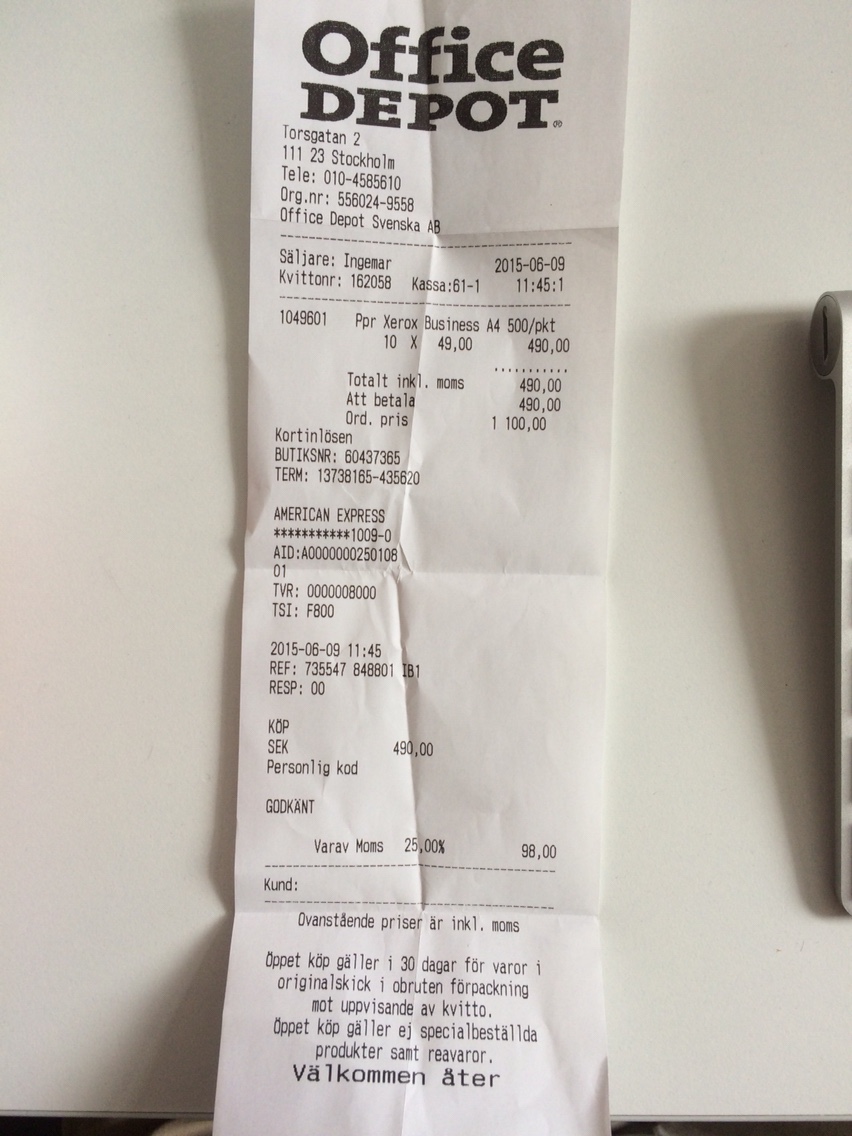 Office
DEPOT®
Torsgatan 2
111 23 Stockholm
Tele: 010-4585610
Org.nr: 556024-9558
Office Depot Svenska AB
Säljare: Ingemar 2015-06-09
Kvittonr: 162058 Kassa:61-1 11:45:1
1049601 Ppr Xerox Business A4 500/pkt
10 X 49,00 490,00
Totalt inkl. moms 490,00
Att betala 490,00
Ord. pris 1 100,00
Kortinlösen
BUTIKSNR: 60437365
TERM: 13738165-435620
AMERICAN EXPRESS
***********1009-0
AID:A0000000250108
01
TVR: 0000008000
TSI: F800
2015-06-09 11:45
REF: 735547 848801 IB1
RESP: 00
KÖP
SEK 490,00
Personlig kod
GODKÄNT
Varav Moms 25,00% 98,00
Kund:
Ovanstående priser är inkl. moms
Öppet köp gäller i 30 dagar för varor i
originalskick i obruten förpackning
mot uppvisande av kvitto.
Öppet köp gäller ej specialbeställda
produkter samt reavaror.
Välkommen åter